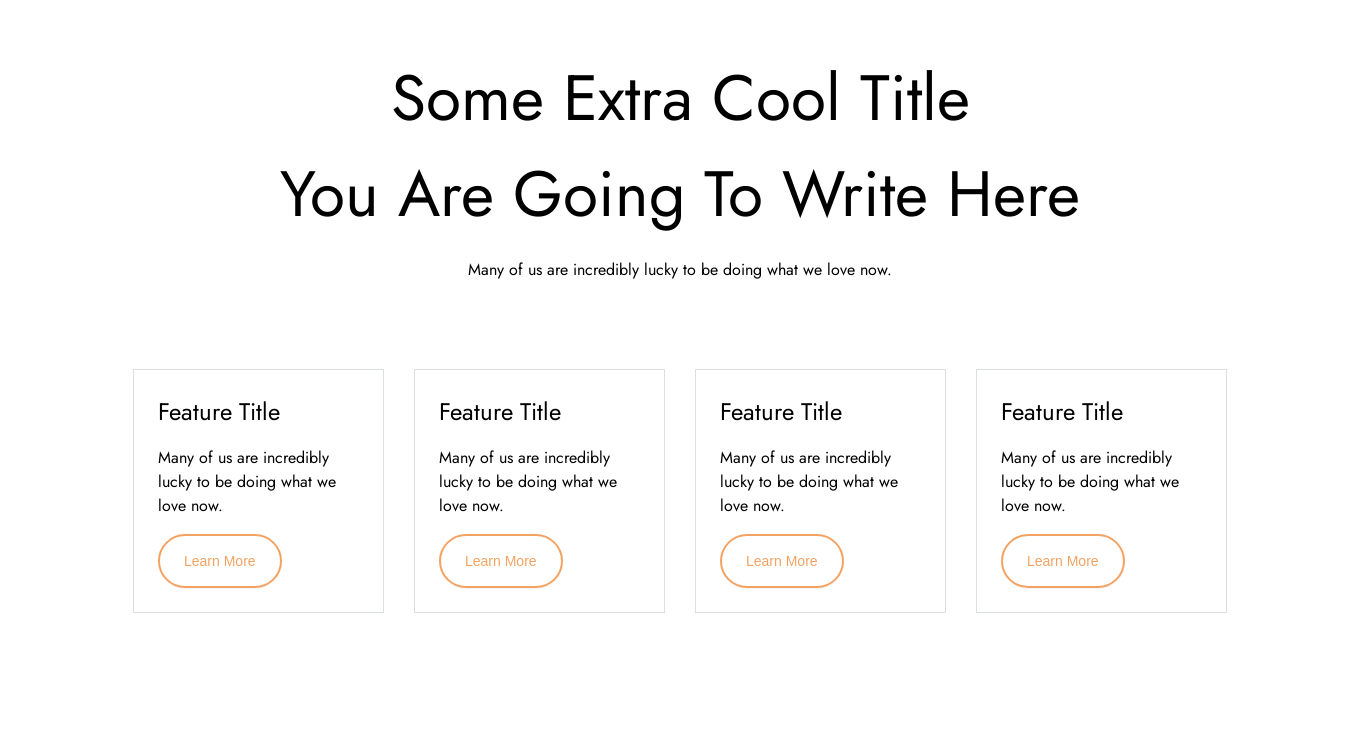 Some Extra Cool Title
You Are Going To Write Here
Many of us are incredibly lucky to be doing what we love now.
Feature Title
Many of us are incredibly
lucky to be doing what we
love now.
Learn More
Feature Title
Many of us are incredibly
lucky to be doing what we
love now.
Learn More
Feature Title
Many of us are incredibly
lucky to be doing what we
love now.
Learn More
Feature Title
Many of us are incredibly
lucky to be doing what we
love now.
Learn More